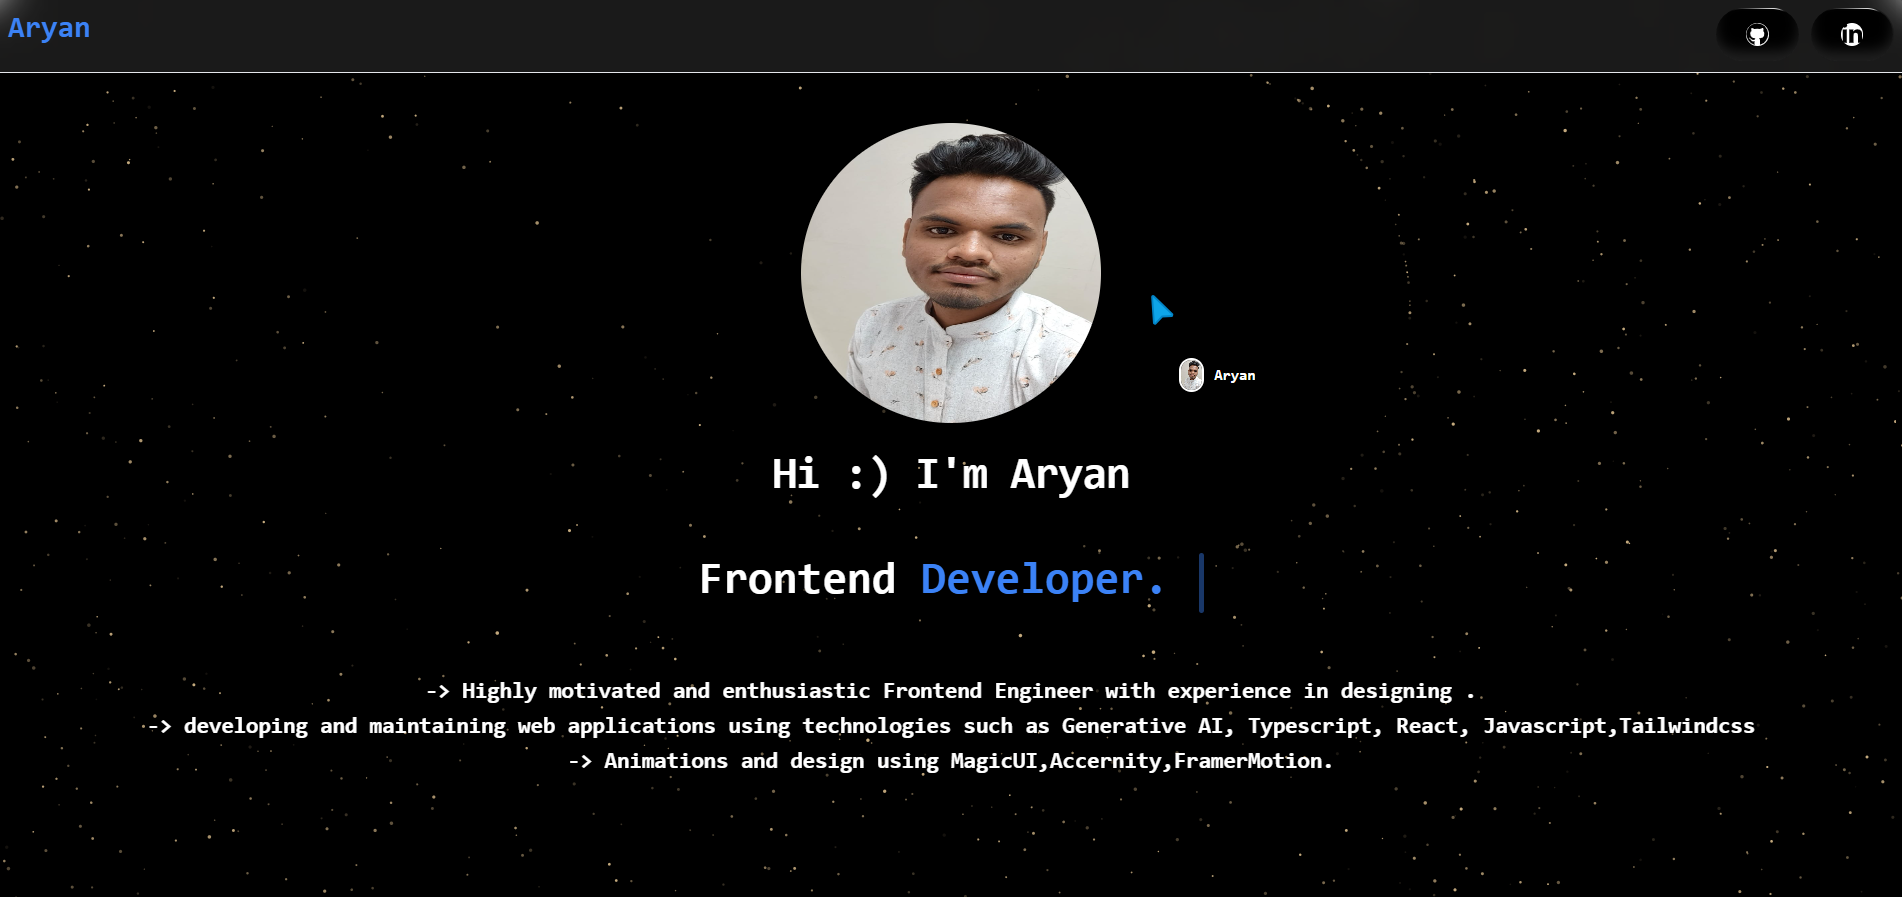 Aryan
in
Aryan
Hi :) I'm Aryan
Frontend Developer.
-> Highly motivated and enthusiastic Frontend Engineer with experience in designing .
-> developing and maintaining web applications using technologies such as Generative AI, Typescript, React, Javascript,Tailwindcss
-> Animations and design using MagicUI,Accernity,FramerMotion.